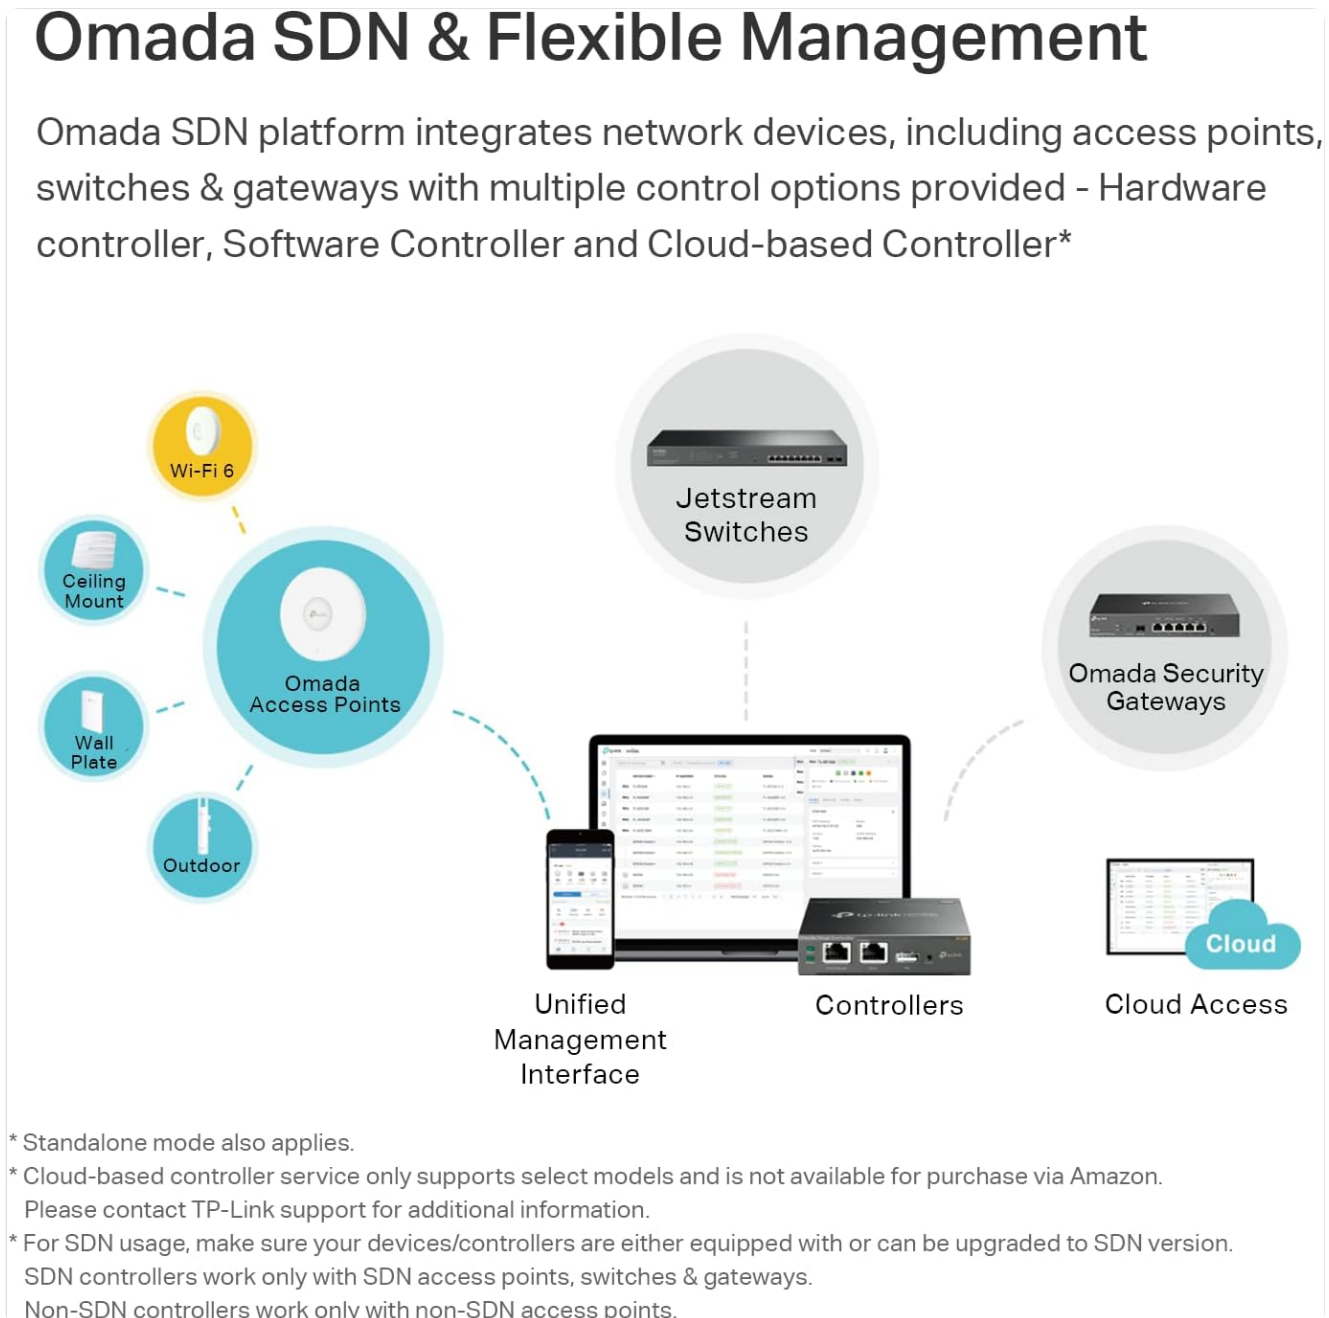 Omada SDN & Flexible Management
Omada SDN platform integrates network devices, including access points,
switches & gateways with multiple control options provided - Hardware
controller, Software Controller and Cloud-based Controller*
Wi-Fi 6
Jetstream
Switches
Ceiling
Mount
Omada
Access Points
Omada Security
Gateways
Wall
Plate
Outdoor
tp-link
Cloud
Unified
Management
Interface
Controllers
Cloud Access
* Standalone mode also applies.
* Cloud-based controller service only supports select models and is not available for purchase via Amazon.
Please contact TP-Link support for additional information.
* For SDN usage, make sure your devices/controllers are either equipped with or can be upgraded to SDN version.
SDN controllers work only with SDN access points, switches & gateways.
Non-SDN controllers work only with non-SDN access points.